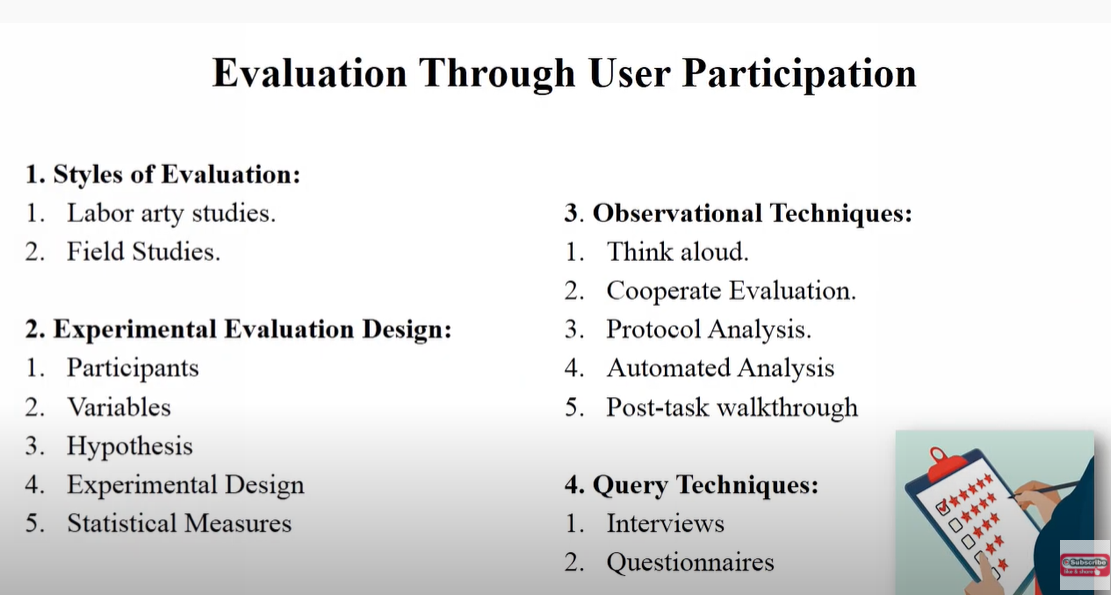 Evaluation Through User Participation
1. Styles of Evaluation:
1. Labor arty studies.
2. Field Studies.
2. Experimental Evaluation Design:
1. Participants
2. Variables
3. Hypothesis
4. Experimental Design
5. Statistical Measures
3. Observational Techniques:
1. Think aloud.
2. Cooperate Evaluation.
3. Protocol Analysis.
4. Automated Analysis
5. Post-task walkthrough
4. Query Techniques:
1. Interviews
2. Questionnaires
Subscribe
like & share